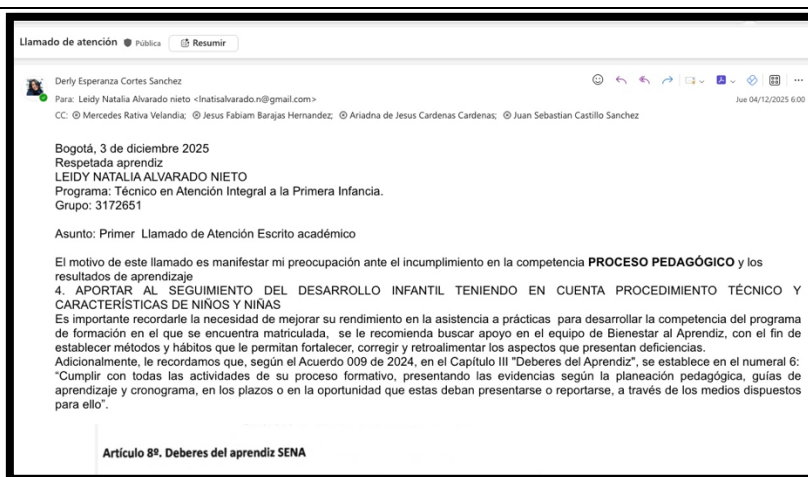 Llamado de atención Pública Resumir
Derly Esperanza Cortes Sanchez
Para: Leidy Natalia Alvarado nieto <lnatisalvarado.n@gmail.com>
Jue 04/12/2025 6:00
CC: Mercedes Rativa Velandia; Jesus Fabiam Barajas Hernandez; Ariadna de Jesus Cardenas Cardenas; Juan Sebastian Castillo Sanchez
Bogotá, 3 de diciembre 2025
Respetada aprendiz
LEIDY NATALIA ALVARADO NIETO
Programa: Técnico en Atención Integral a la Primera Infancia.
Grupo: 3172651
Asunto: Primer Llamado de Atención Escrito académico
El motivo de este llamado es manifestar mi preocupación ante el incumplimiento en la competencia PROCESO PEDAGÓGICO y los
resultados de aprendizaje
4. APORTAR AL SEGUIMIENTO DEL DESARROLLO INFANTIL TENIENDO EN CUENTA PROCEDIMIENTO TÉCNICO Y
CARACTERÍSTICAS DE NIÑOS Y NIÑAS
Es importante recordarle la necesidad de mejorar su rendimiento en la asistencia a prácticas para desarrollar la competencia del programa
de formación en el que se encuentra matriculada, se le recomienda buscar apoyo en el equipo de Bienestar al Aprendiz, con el fin de
establecer métodos y hábitos que le permitan fortalecer, corregir y retroalimentar los aspectos que presentan deficiencias.
Adicionalmente, le recordamos que, según el Acuerdo 009 de 2024, en el Capítulo III "Deberes del Aprendiz", se establece en el numeral 6:
“Cumplir con todas las actividades de su proceso formativo, presentando las evidencias según la planeación pedagógica, guías de
aprendizaje y cronograma, en los plazos o en la oportunidad que estas deban presentarse o reportarse, a través de los medios dispuestos
para ello”.
Artículo 8º. Deberes del aprendiz SENA